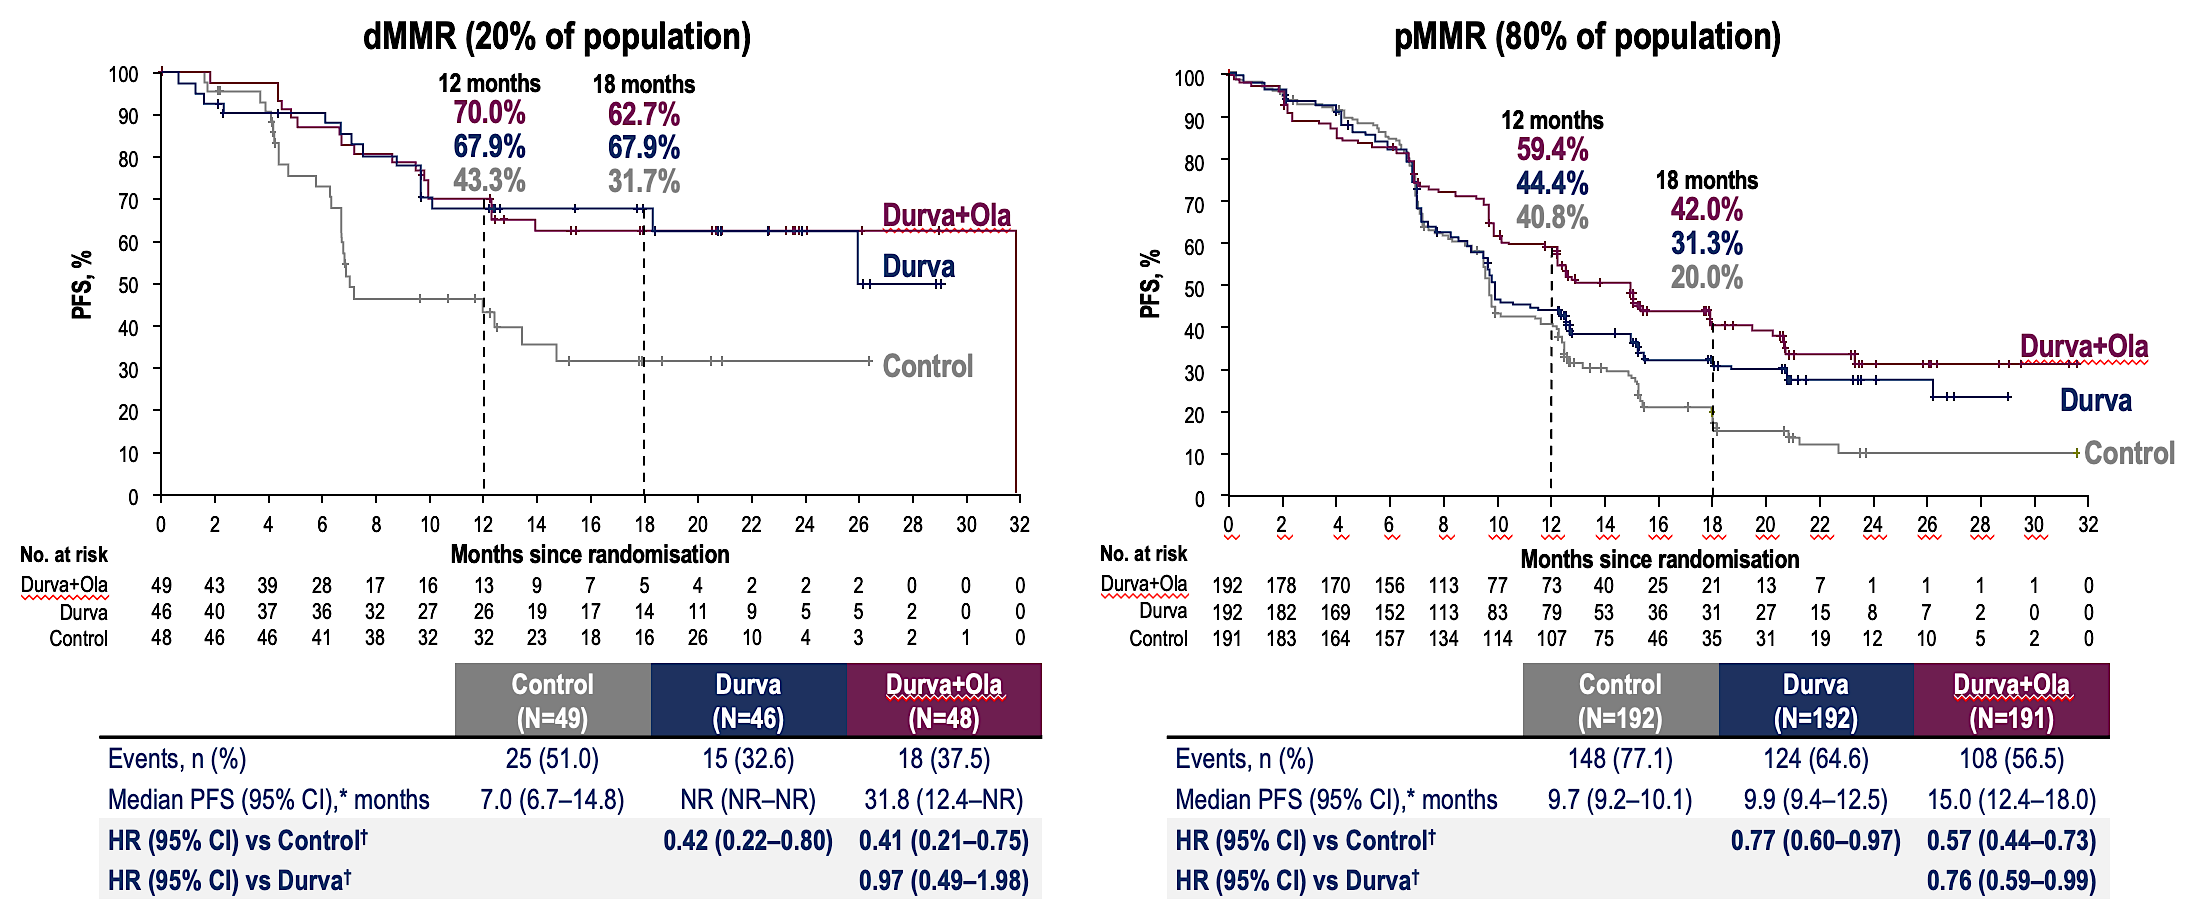 dMMR (20% of population)
100
90
80
70
60
50
40
30
20
10
0
PFS, %
12 months
70.0%
67.9%
43.3%
18 months
62.7%
67.9%
31.7%
Durva+Ola
Durva
Control
0 2 4 6 8 10 12 14 16 18 20 22 24 26 28 30 32
Months since randomisation
No. at risk
Durva+Ola 49 43 39 28 17 16 13 9 7 5 4 2 2 2 0 0 0
Durva 46 40 37 36 32 27 26 19 17 14 11 9 5 5 2 0 0
Control 48 46 46 41 38 32 32 23 18 16 26 10 4 3 2 1 0
Control (N=49) Durva (N=46) Durva+Ola (N=48)
Events, n (%) 25 (51.0) 15 (32.6) 18 (37.5)
Median PFS (95% CI),* months 7.0 (6.7–14.8) NR (NR–NR) 31.8 (12.4–NR)
HR (95% CI) vs Control† 0.42 (0.22–0.80) 0.41 (0.21–0.75)
HR (95% CI) vs Durva† 0.97 (0.49–1.98)
pMMR (80% of population)
100
90
80
70
60
50
40
30
20
10
0
PFS, %
12 months
59.4%
44.4%
40.8%
18 months
42.0%
31.3%
20.0%
Durva+Ola
Durva
Control
0 2 4 6 8 10 12 14 16 18 20 22 24 26 28 30 32
Months since randomisation
No. at risk
Durva+Ola 192 178 170 156 113 77 73 40 25 21 13 7 1 1 1 1 0
Durva 192 182 169 152 113 83 79 53 36 31 27 15 8 7 2 0 0
Control 191 183 164 157 134 114 107 75 46 35 31 19 12 10 5 2 0
Control (N=192) Durva (N=192) Durva+Ola (N=191)
Events, n (%) 148 (77.1) 124 (64.6) 108 (56.5)
Median PFS (95% CI),* months 9.7 (9.2–10.1) 9.9 (9.4–12.5) 15.0 (12.4–18.0)
HR (95% CI) vs Control† 0.77 (0.60–0.97) 0.57 (0.44–0.73)
HR (95% CI) vs Durva† 0.76 (0.59–0.99)